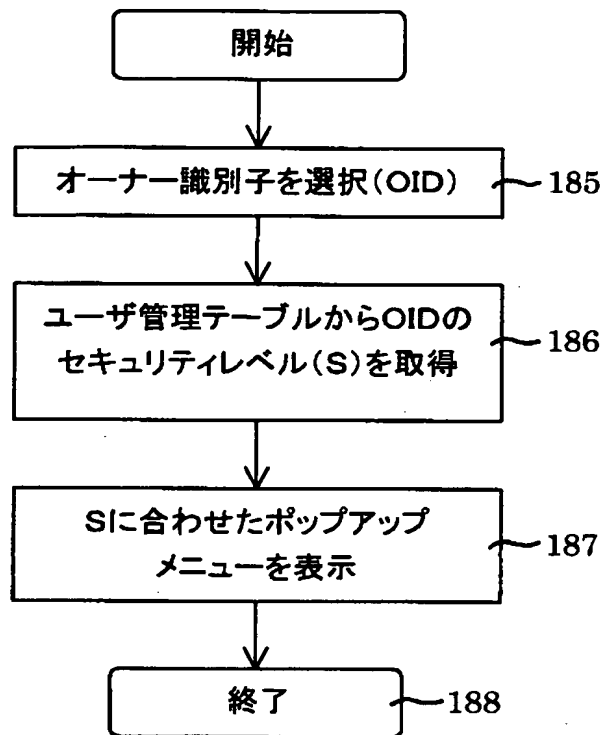 開始
オーナー識別子を選択(OID)
185
ユーザ管理テーブルからOIDの
セキュリティレベル(S)を取得
186
Sに合わせたポップアップ
メニューを表示
187
終了
188